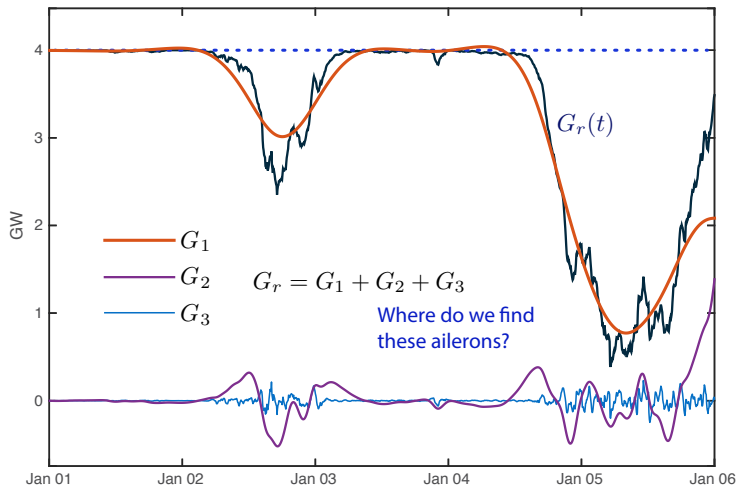 4
3
2
1
0
GW
G_r(t)
G_1
G_2
G_3
G_r = G_1 + G_2 + G_3
Where do we find
these ailerons?
Jan 01 Jan 02 Jan 03 Jan 04 Jan 05 Jan 06